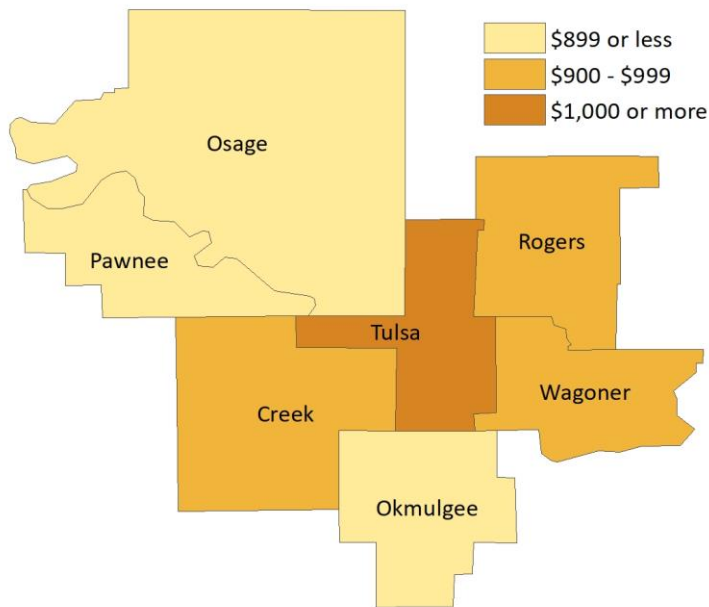 $899 or less
$900 - $999
$1,000 or more
Osage
Rogers
Pawnee
Tulsa
Wagoner
Creek
Okmulgee